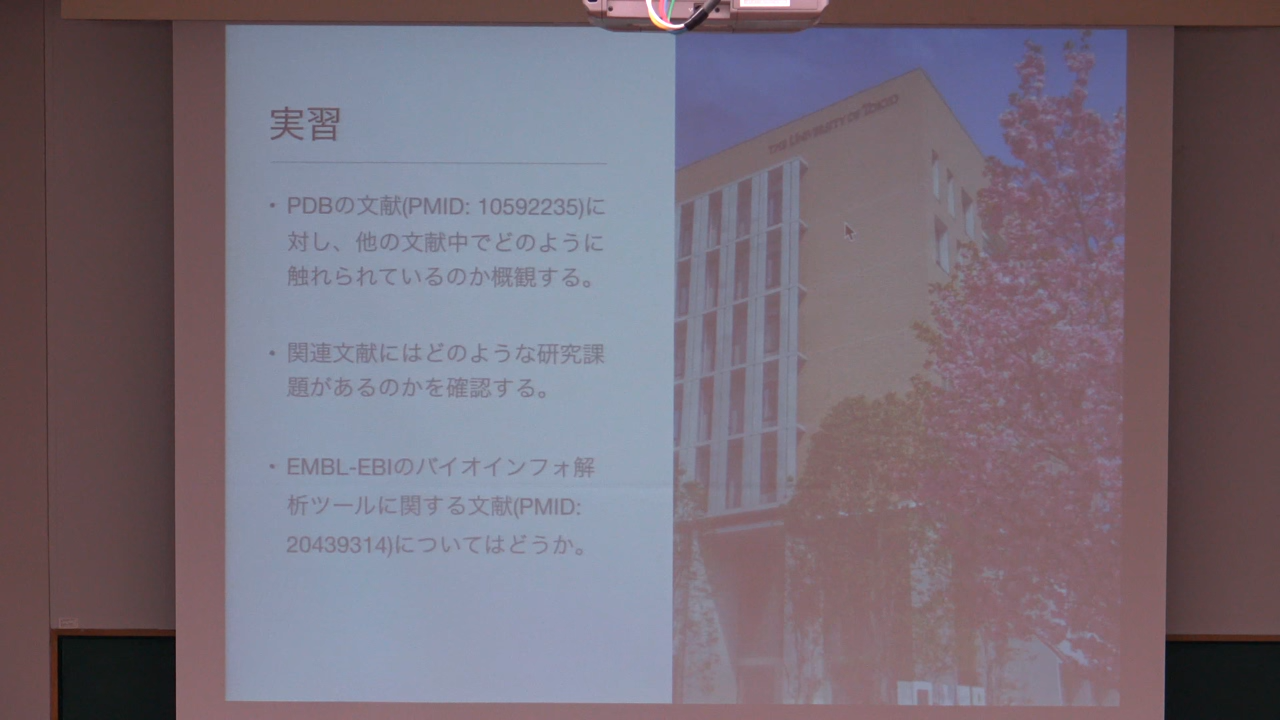 実習
• PDBの文献(PMID: 10592235)に
対し、他の文献中でどのように
触れられているのか概観する。
• 関連文献にはどのような研究課
題があるのかを確認する。
• EMBL-EBIのバイオインフォ解
析ツールに関する文献(PMID:
20439314)についてはどうか。
THE UNIVERSITY OF TOKYO